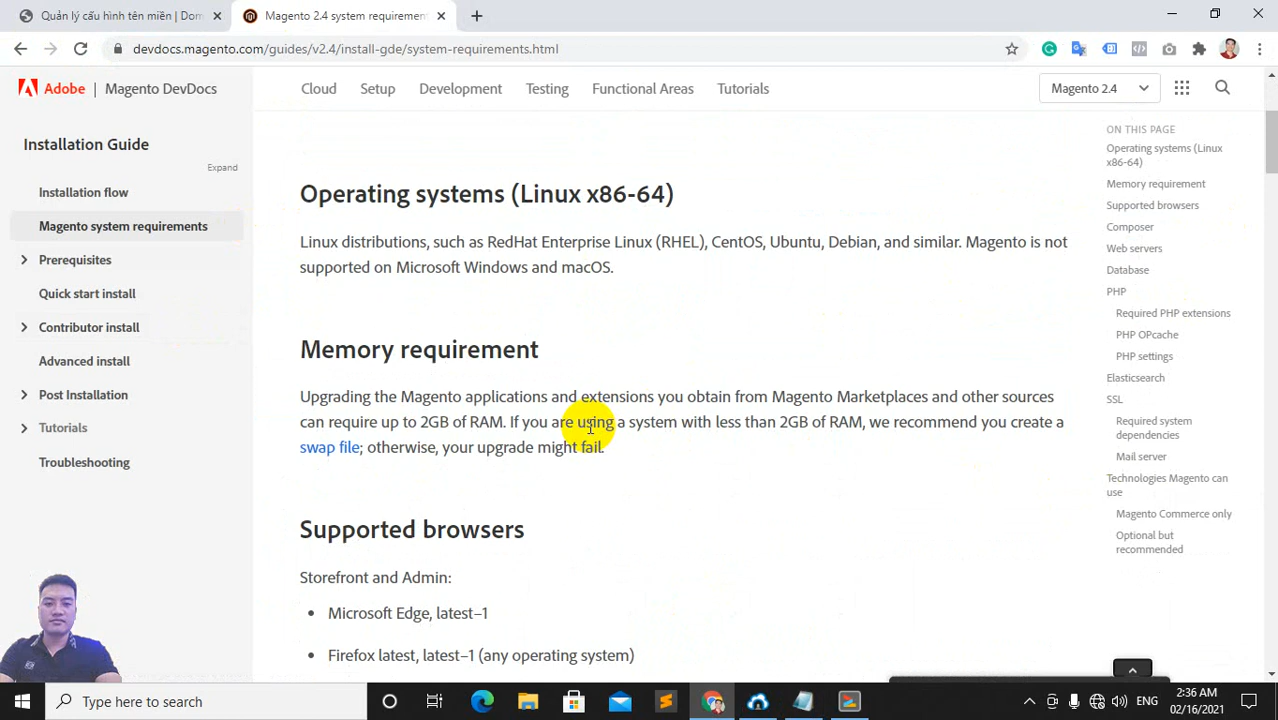 Quản lý cấu hình tên miền | Dom
Magento 2.4 system requirement
devdocs.magento.com/guides/v2.4/install-gde/system-requirements.html
Adobe | Magento DevDocs
Cloud Setup Development Testing Functional Areas Tutorials
Magento 2.4
Installation Guide
Expand
Installation flow
Magento system requirements
Prerequisites
Quick start install
Contributor install
Advanced install
Post Installation
Tutorials
Troubleshooting
Operating systems (Linux x86-64)
Linux distributions, such as RedHat Enterprise Linux (RHEL), CentOS, Ubuntu, Debian, and similar. Magento is not
supported on Microsoft Windows and macOS.
Memory requirement
Upgrading the Magento applications and extensions you obtain from Magento Marketplaces and other sources
can require up to 2GB of RAM. If you are using a system with less than 2GB of RAM, we recommend you create a
swap file; otherwise, your upgrade might fail.
Supported browsers
Storefront and Admin:
• Microsoft Edge, latest–1
• Firefox latest, latest–1 (any operating system)
ON THIS PAGE
Operating systems (Linux
x86-64)
Memory requirement
Supported browsers
Composer
Web servers
Database
PHP
Required PHP extensions
PHP OPcache
PHP settings
Elasticsearch
SSL
Required system
dependencies
Mail server
Technologies Magento can
use
Magento Commerce only
Optional but
recommended
Type here to search
ENG
2:36 AM
02/16/2021